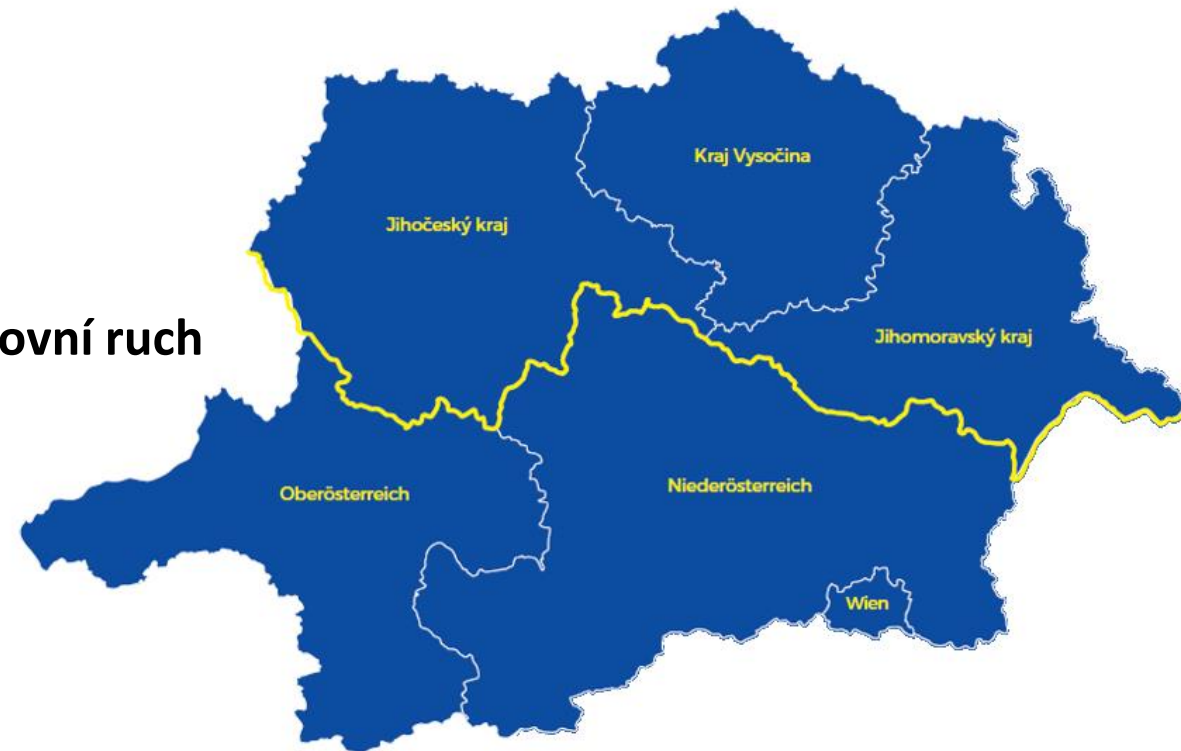 Kraj Vysočina
Jihočeský kraj
ovní ruch
Jihomoravský kraj
Niederösterreich
Oberösterreich
Wien